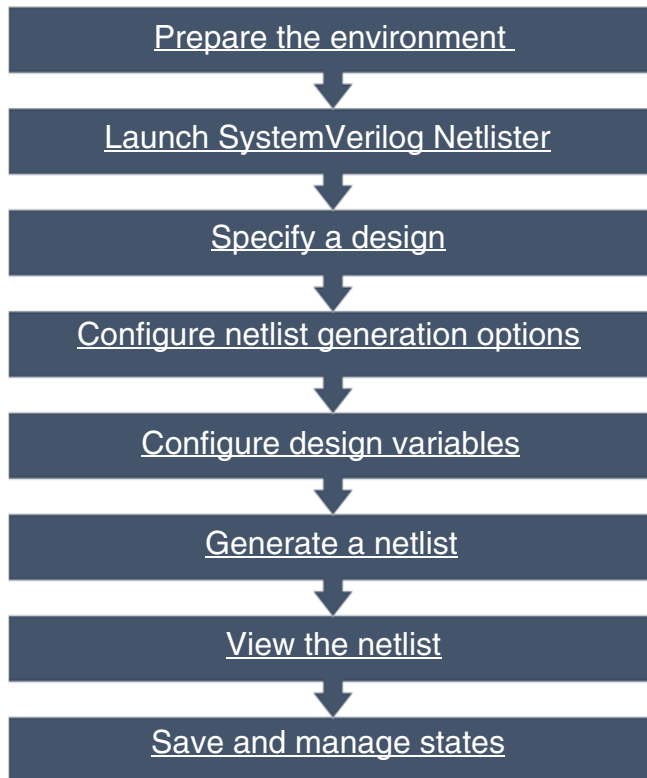 Prepare the environment
Launch SystemVerilog Netlister
Specify a design
Configure netlist generation options
Configure design variables
Generate a netlist
View the netlist
Save and manage states